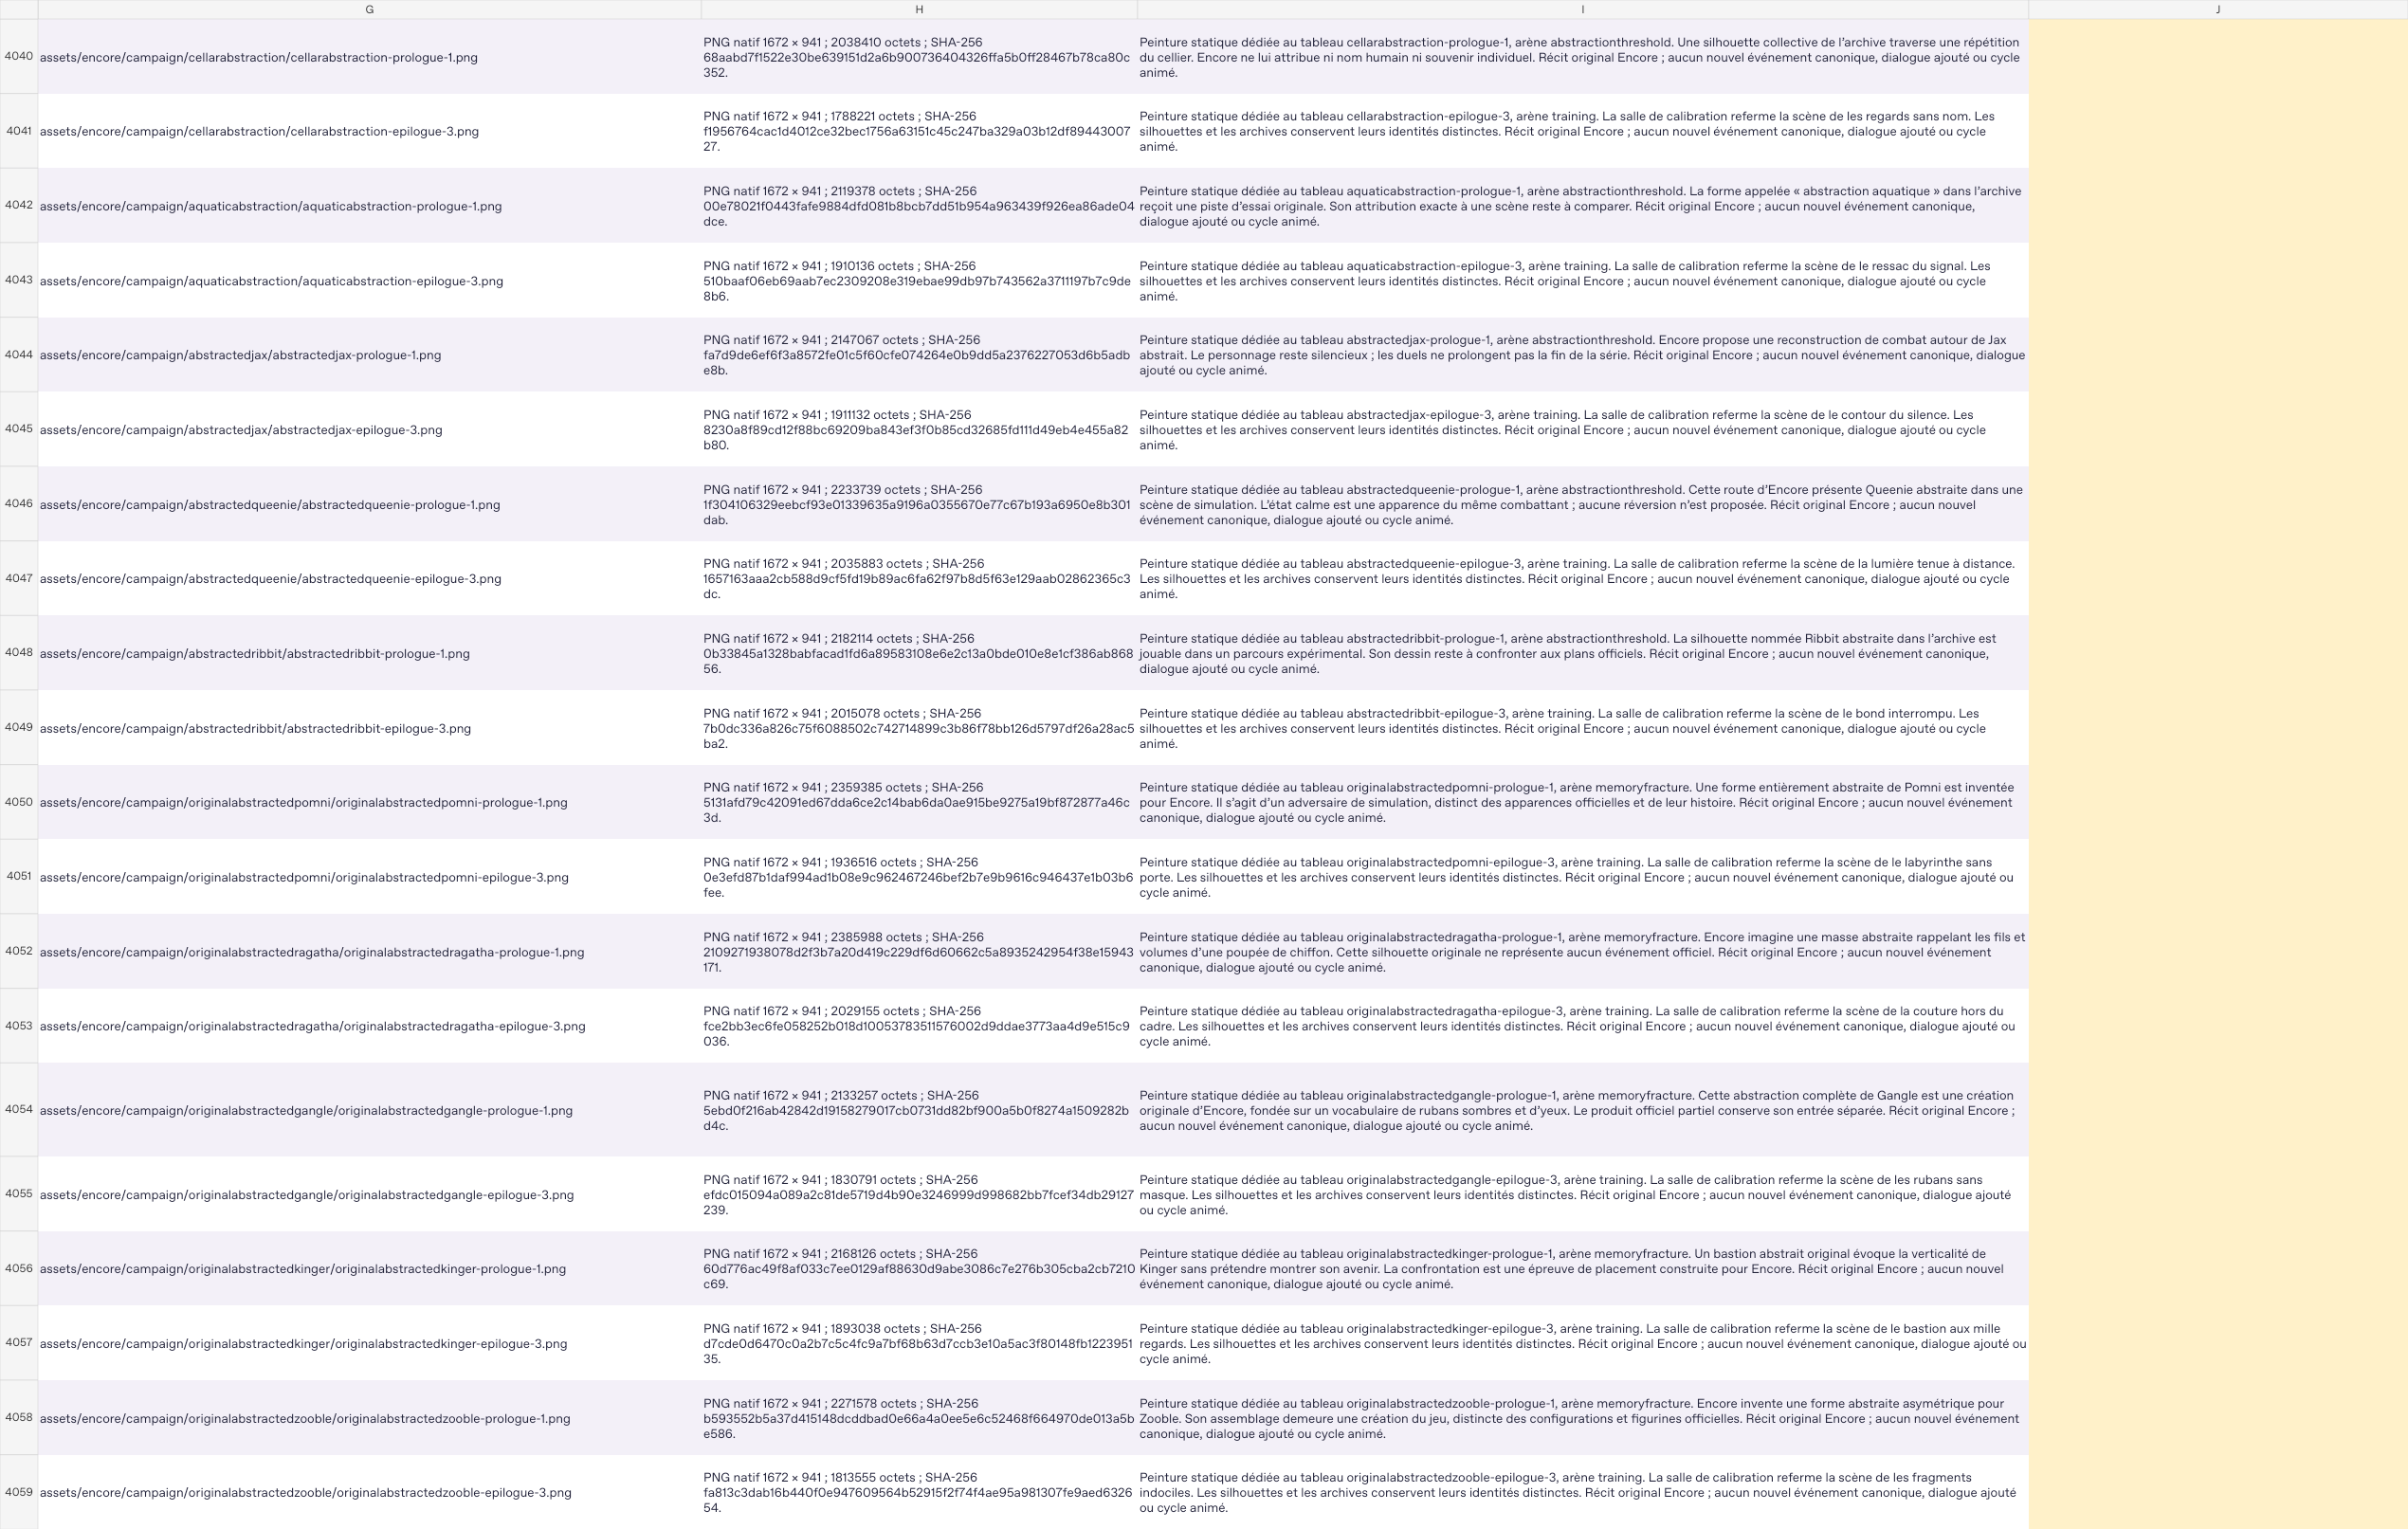 G H I J
4040 assets/encore/campaign/cellarabstraction/cellarabstraction-prologue-1.png
PNG natif 1672 × 941 ; 2038410 octets ; SHA-256
68aabd7f1522e30be639151d2a6b900736404326ffa5b0ff28467b78ca80c
352.
Peinture statique dédiée au tableau cellarabstraction-prologue-1, arène abstractionthreshold. Une silhouette collective de l’archive traverse une répétition
du cellier. Encore ne lui attribue ni nom humain ni souvenir individuel. Récit original Encore ; aucun nouvel événement canonique, dialogue ajouté ou cycle
animé.
4041 assets/encore/campaign/cellarabstraction/cellarabstraction-epilogue-3.png
PNG natif 1672 × 941 ; 1788221 octets ; SHA-256
f1956764cac1d4012ce32bec1756a63151c45c247ba329a03b12df89443007
27.
Peinture statique dédiée au tableau cellarabstraction-epilogue-3, arène training. La salle de calibration referme la scène de les regards sans nom. Les
silhouettes et les archives conservent leurs identités distinctes. Récit original Encore ; aucun nouvel événement canonique, dialogue ajouté ou cycle
animé.
4042 assets/encore/campaign/aquaticabstraction/aquaticabstraction-prologue-1.png
PNG natif 1672 × 941 ; 2119378 octets ; SHA-256
00e78021f0443fafe9884dfd081b8bcb7dd51b954a963439f926ea86ade04
dce.
Peinture statique dédiée au tableau aquaticabstraction-prologue-1, arène abstractionthreshold. La forme appelée « abstraction aquatique » dans l’archive
reçoit une piste d’essai originale. Son attribution exacte à une scène reste à comparer. Récit original Encore ; aucun nouvel événement canonique,
dialogue ajouté ou cycle animé.
4043 assets/encore/campaign/aquaticabstraction/aquaticabstraction-epilogue-3.png
PNG natif 1672 × 941 ; 1910136 octets ; SHA-256
510baaf06eb69aab7ec2309208e319ebae99db97b743562a3711197b7c9de
8b6.
Peinture statique dédiée au tableau aquaticabstraction-epilogue-3, arène training. La salle de calibration referme la scène de le ressac du signal. Les
silhouettes et les archives conservent leurs identités distinctes. Récit original Encore ; aucun nouvel événement canonique, dialogue ajouté ou cycle
animé.
4044 assets/encore/campaign/abstractedjax/abstractedjax-prologue-1.png
PNG natif 1672 × 941 ; 2147067 octets ; SHA-256
fa7d9de6ef6f3a8572fe01c5f60cfe074264e0b9dd5a2376227053d6b5adb
e8b.
Peinture statique dédiée au tableau abstractedjax-prologue-1, arène abstractionthreshold. Encore propose une reconstruction de combat autour de Jax
abstrait. Le personnage reste silencieux ; les duels ne prolongent pas la fin de la série. Récit original Encore ; aucun nouvel événement canonique, dialogue
ajouté ou cycle animé.
4045 assets/encore/campaign/abstractedjax/abstractedjax-epilogue-3.png
PNG natif 1672 × 941 ; 1911132 octets ; SHA-256
8230a8f89cd12f88bc69209ba843ef3f0b85cd32685fd111d49eb4e455a82
b80.
Peinture statique dédiée au tableau abstractedjax-epilogue-3, arène training. La salle de calibration referme la scène de le contour du silence. Les
silhouettes et les archives conservent leurs identités distinctes. Récit original Encore ; aucun nouvel événement canonique, dialogue ajouté ou cycle
animé.
4046 assets/encore/campaign/abstractedqueenie/abstractedqueenie-prologue-1.png
PNG natif 1672 × 941 ; 2233739 octets ; SHA-256
1f304106329eebcf93e01339635a9196a0355670e77c67b193a6950e8b301
dab.
Peinture statique dédiée au tableau abstractedqueenie-prologue-1, arène abstractionthreshold. Cette route d’Encore présente Queenie abstraite dans une
scène de simulation. L’état calme est une apparence du même combattant ; aucune réversion n’est proposée. Récit original Encore ; aucun nouvel
événement canonique, dialogue ajouté ou cycle animé.
4047 assets/encore/campaign/abstractedqueenie/abstractedqueenie-epilogue-3.png
PNG natif 1672 × 941 ; 2035883 octets ; SHA-256
1657163aaa2cb588d9cf5fd19b89ac6fa62f97b8d5f63e129aab02862365c3
dc.
Peinture statique dédiée au tableau abstractedqueenie-epilogue-3, arène training. La salle de calibration referme la scène de la lumière tenue à distance.
Les silhouettes et les archives conservent leurs identités distinctes. Récit original Encore ; aucun nouvel événement canonique, dialogue ajouté ou cycle
animé.
4048 assets/encore/campaign/abstractedribbit/abstractedribbit-prologue-1.png
PNG natif 1672 × 941 ; 2182114 octets ; SHA-256
0b33845a1328babfacad1fd6a89583108e6e2c13a0bde010e8e1cf386ab868
56.
Peinture statique dédiée au tableau abstractedribbit-prologue-1, arène abstractionthreshold. La silhouette nommée Ribbit abstraite dans l’archive est
jouable dans un parcours expérimental. Son dessin reste à confronter aux plans officiels. Récit original Encore ; aucun nouvel événement canonique,
dialogue ajouté ou cycle animé.
4049 assets/encore/campaign/abstractedribbit/abstractedribbit-epilogue-3.png
PNG natif 1672 × 941 ; 2015078 octets ; SHA-256
7b0dc336a826c75f6088502c742714899c3b86f78bb126d5797df26a28ac5
ba2.
Peinture statique dédiée au tableau abstractedribbit-epilogue-3, arène training. La salle de calibration referme la scène de le bond interrompu. Les
silhouettes et les archives conservent leurs identités distinctes. Récit original Encore ; aucun nouvel événement canonique, dialogue ajouté ou cycle
animé.
4050 assets/encore/campaign/originalabstractedpomni/originalabstractedpomni-prologue-1.png
PNG natif 1672 × 941 ; 2359385 octets ; SHA-256
5131afd79c42091ed67dda6ce2c14bab6da0ae915be9275a19bf872877a46c
3d.
Peinture statique dédiée au tableau originalabstractedpomni-prologue-1, arène memoryfracture. Une forme entièrement abstraite de Pomni est inventée
pour Encore. Il s’agit d’un adversaire de simulation, distinct des apparences officielles et de leur histoire. Récit original Encore ; aucun nouvel événement
canonique, dialogue ajouté ou cycle animé.
4051 assets/encore/campaign/originalabstractedpomni/originalabstractedpomni-epilogue-3.png
PNG natif 1672 × 941 ; 1936516 octets ; SHA-256
0e3efd87b1daf994ad1b08e9c962467246bef2b7e9b9616c946437e1b03b6
fee.
Peinture statique dédiée au tableau originalabstractedpomni-epilogue-3, arène training. La salle de calibration referme la scène de le labyrinthe sans
porte. Les silhouettes et les archives conservent leurs identités distinctes. Récit original Encore ; aucun nouvel événement canonique, dialogue ajouté ou
cycle animé.
4052 assets/encore/campaign/originalabstractedragatha/originalabstractedragatha-prologue-1.png
PNG natif 1672 × 941 ; 2385988 octets ; SHA-256
2109271938078d2f3b7a20d419c229df6d60662c5a8935242954f38e15943
171.
Peinture statique dédiée au tableau originalabstractedragatha-prologue-1, arène memoryfracture. Encore imagine une masse abstraite rappelant les fils et
volumes d’une poupée de chiffon. Cette silhouette originale ne représente aucun événement officiel. Récit original Encore ; aucun nouvel événement
canonique, dialogue ajouté ou cycle animé.
4053 assets/encore/campaign/originalabstractedragatha/originalabstractedragatha-epilogue-3.png
PNG natif 1672 × 941 ; 2029155 octets ; SHA-256
fce2bb3ec6fe058252b018d10053783511576002d9ddae3773aa4d9e515c9
036.
Peinture statique dédiée au tableau originalabstractedragatha-epilogue-3, arène training. La salle de calibration referme la scène de la couture hors du
cadre. Les silhouettes et les archives conservent leurs identités distinctes. Récit original Encore ; aucun nouvel événement canonique, dialogue ajouté ou
cycle animé.
4054 assets/encore/campaign/originalabstractedgangle/originalabstractedgangle-prologue-1.png
PNG natif 1672 × 941 ; 2133257 octets ; SHA-256
5ebd0f216ab42842d19158279017cb0731dd82bf900a5b0f8274a1509282b
d4c.
Peinture statique dédiée au tableau originalabstractedgangle-prologue-1, arène memoryfracture. Cette abstraction complète de Gangle est une création
originale d’Encore, fondée sur un vocabulaire de rubans sombres et d’yeux. Le produit officiel partiel conserve son entrée séparée. Récit original Encore ;
aucun nouvel événement canonique, dialogue ajouté ou cycle animé.
4055 assets/encore/campaign/originalabstractedgangle/originalabstractedgangle-epilogue-3.png
PNG natif 1672 × 941 ; 1830791 octets ; SHA-256
efdc015094a089a2c81de5719d4b90e3246999d998682bb7fcef34db29127
239.
Peinture statique dédiée au tableau originalabstractedgangle-epilogue-3, arène training. La salle de calibration referme la scène de les rubans sans
masque. Les silhouettes et les archives conservent leurs identités distinctes. Récit original Encore ; aucun nouvel événement canonique, dialogue ajouté
ou cycle animé.
4056 assets/encore/campaign/originalabstractedkinger/originalabstractedkinger-prologue-1.png
PNG natif 1672 × 941 ; 2168126 octets ; SHA-256
60d776ac49f8af033c7ee0129af88630d9abe3086c7e276b305cba2cb7210
c69.
Peinture statique dédiée au tableau originalabstractedkinger-prologue-1, arène memoryfracture. Un bastion abstrait original évoque la verticalité de
Kinger sans prétendre montrer son avenir. La confrontation est une épreuve de placement construite pour Encore. Récit original Encore ; aucun nouvel
événement canonique, dialogue ajouté ou cycle animé.
4057 assets/encore/campaign/originalabstractedkinger/originalabstractedkinger-epilogue-3.png
PNG natif 1672 × 941 ; 1893038 octets ; SHA-256
d7cde0d6470c0a2b7c5c4fc9a7bf68b63d7ccb3e10a5ac3f80148fb1223951
35.
Peinture statique dédiée au tableau originalabstractedkinger-epilogue-3, arène training. La salle de calibration referme la scène de le bastion aux mille
regards. Les silhouettes et les archives conservent leurs identités distinctes. Récit original Encore ; aucun nouvel événement canonique, dialogue ajouté ou
cycle animé.
4058 assets/encore/campaign/originalabstractedzooble/originalabstractedzooble-prologue-1.png
PNG natif 1672 × 941 ; 2271578 octets ; SHA-256
b593552b5a37d415148dcddbad0e66a4a0ee5e6c52468f664970de013a5b
e586.
Peinture statique dédiée au tableau originalabstractedzooble-prologue-1, arène memoryfracture. Encore invente une forme abstraite asymétrique pour
Zooble. Son assemblage demeure une création du jeu, distincte des configurations et figurines officielles. Récit original Encore ; aucun nouvel événement
canonique, dialogue ajouté ou cycle animé.
4059 assets/encore/campaign/originalabstractedzooble/originalabstractedzooble-epilogue-3.png
PNG natif 1672 × 941 ; 1813555 octets ; SHA-256
fa813c3dab16b440f0e947609564b52915f2f74f4ae95a981307fe9aed6326
54.
Peinture statique dédiée au tableau originalabstractedzooble-epilogue-3, arène training. La salle de calibration referme la scène de les fragments
indociles. Les silhouettes et les archives conservent leurs identités distinctes. Récit original Encore ; aucun nouvel événement canonique, dialogue ajouté
ou cycle animé.